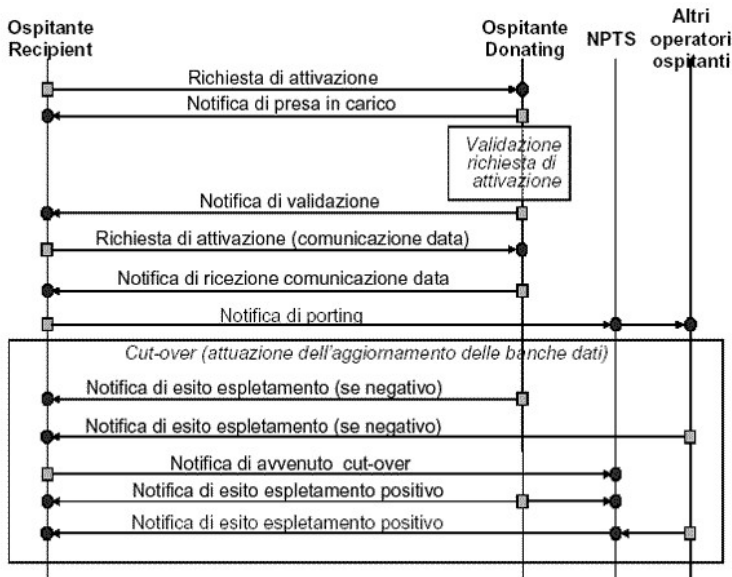 Ospitante
Recipient
Ospitante
Donating
NPTS
Altri
operatori
ospitanti
Richiesta di attivazione
Notifica di presa in carico
Validazione
richiesta di
attivazione
Notifica di validazione
Richiesta di attivazione (comunicazione data)
Notifica di ricezione comunicazione data
Notifica di porting
Cut-over (attuazione dell'aggiornamento delle banche dati)
Notifica di esito espletamento (se negativo)
Notifica di esito espletamento (se negativo)
Notifica di avvenuto cut-over
Notifica di esito espletamento positivo
Notifica di esito espletamento positivo